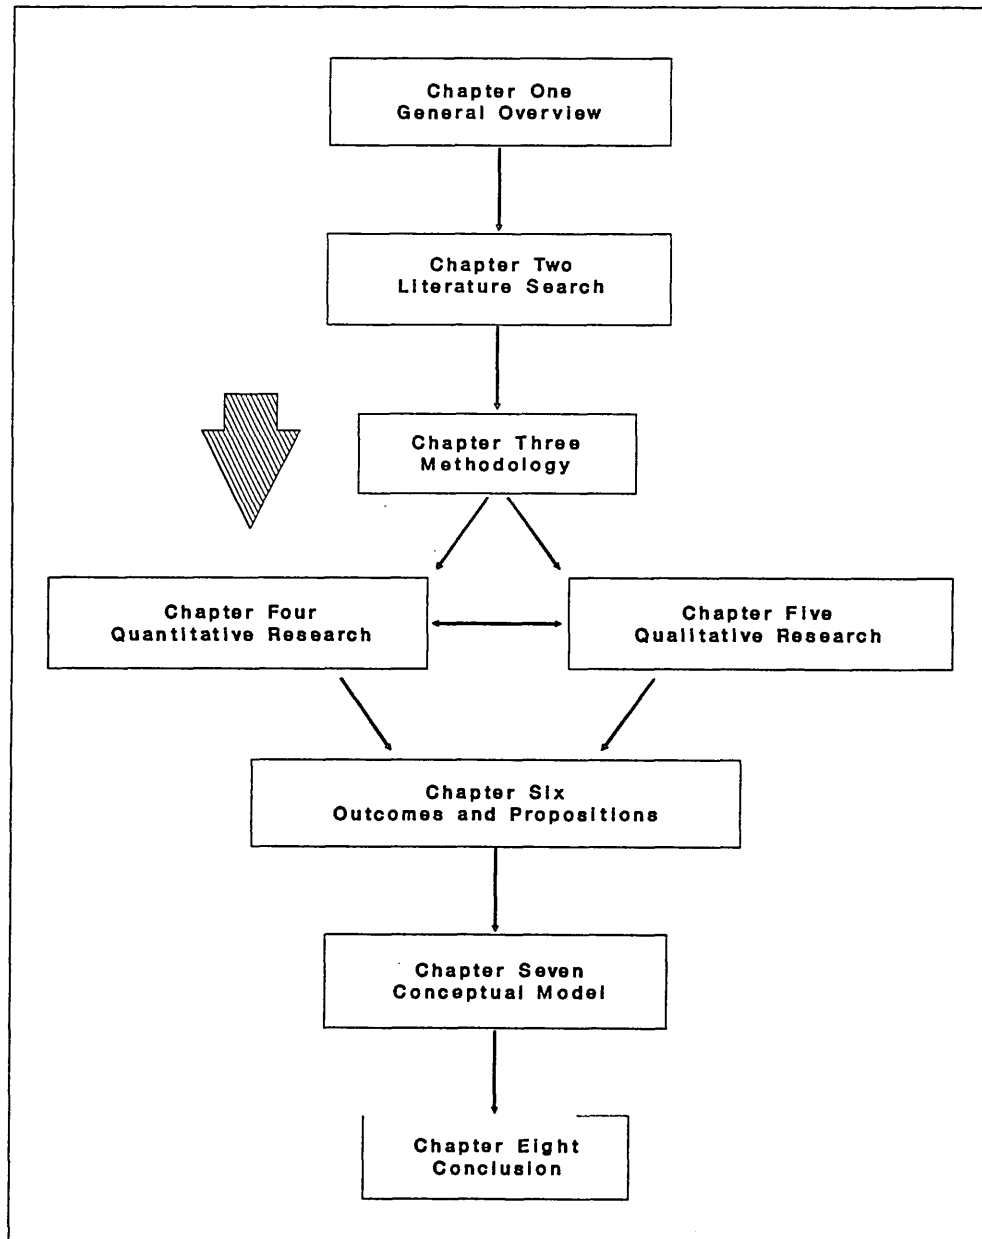 Chapter One
General Overview
Chapter Two
Literature Search
Chapter Three
Methodology
Chapter Four
Quantitative Research
Chapter Five
Qualitative Research
Chapter Six
Outcomes and Propositions
Chapter Seven
Conceptual Model
Chapter Eight
Conclusion